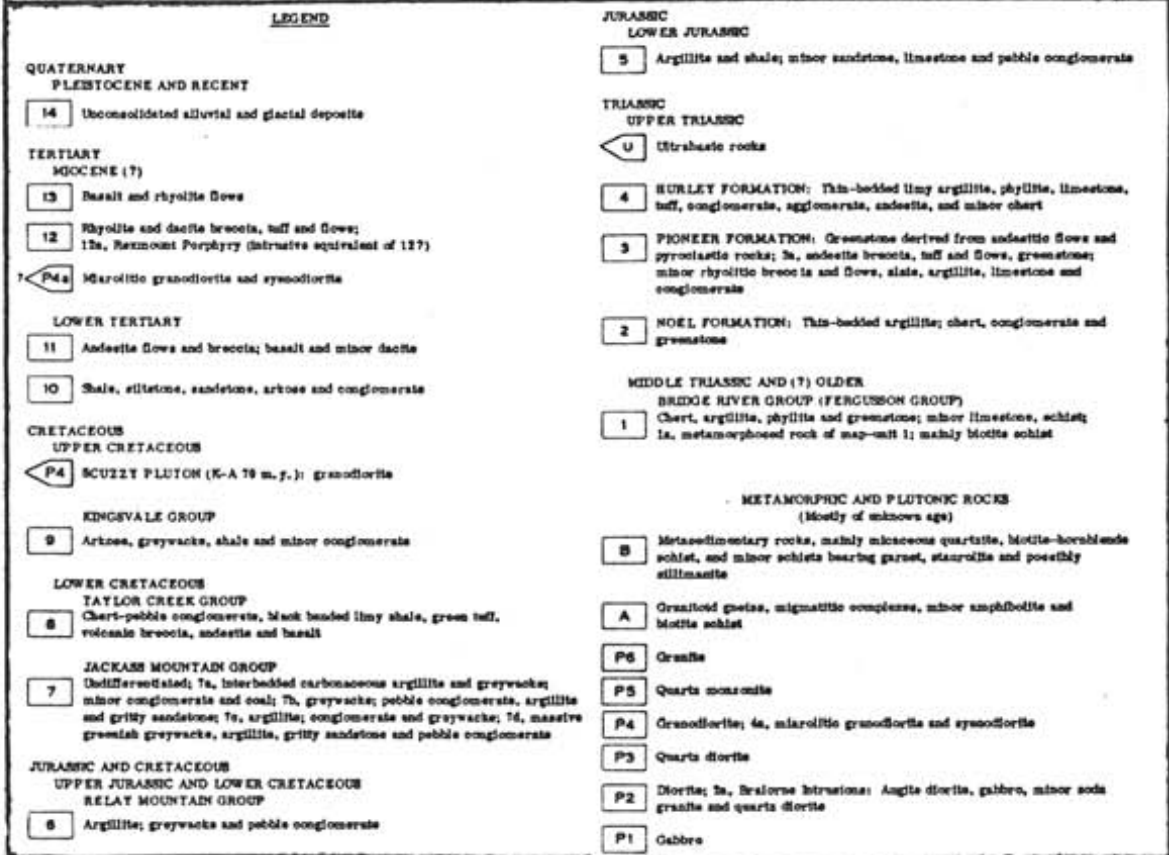 LEGEND
QUATERNARY
PLEISTOCENE AND RECENT
14 Unconsolidated alluvial and glacial deposits
TERTIARY
MIOCENE (?)
13 Basalt and rhyolite flows
12 Rhyolite and dacite breccia, tuff and flows;
12a, Rexmount Porphyry (intrusive equivalent of 12?)
? P4a Miarolitic granodiorite and syenodiorite
LOWER TERTIARY
11 Andesite flows and breccia; basalt and minor dacite
10 Shale, siltstone, sandstone, arkose and conglomerate
CRETACEOUS
UPPER CRETACEOUS
P4 SCUZZY PLUTON (K-A 70 m.y.): granodiorite
KINGSVALE GROUP
9 Arkose, greywacke, shale and minor conglomerate
LOWER CRETACEOUS
TAYLOR CREEK GROUP
8 Chert-pebble conglomerate, black banded limy shale, green tuff,
volcanic breccia, andesite and basalt
JACKASS MOUNTAIN GROUP
7 Undifferentiated; 7a, interbedded carbonaceous argillite and greywacke;
minor conglomerate and coal; 7b, greywacke; pebble conglomerate, argillite
and gritty sandstone; 7c, argillite; conglomerate and greywacke; 7d, massive
greenish greywacke, argillite, gritty sandstone and pebble conglomerate
JURASSIC AND CRETACEOUS
UPPER JURASSIC AND LOWER CRETACEOUS
RELAY MOUNTAIN GROUP
6 Argillite; greywacke and pebble conglomerate
JURASSIC
LOWER JURASSIC
5 Argillite and shale; minor sandstone, limestone and pebble conglomerate
TRIASSIC
UPPER TRIASSIC
U Ultrabasic rocks
4 HURLEY FORMATION: Thin-bedded limy argillite, phyllite, limestone,
tuff, conglomerate, agglomerate, andesite, and minor chert
3 PIONEER FORMATION: Greenstone derived from andesitic flows and
pyroclastic rocks; 3a, andesite breccia, tuff and flows, greenstone;
minor rhyolitic breccia and flows, slate, argillite, limestone and
conglomerate
2 NOEL FORMATION: Thin-bedded argillite; chert, conglomerate and
greenstone
MIDDLE TRIASSIC AND (?) OLDER
BRIDGE RIVER GROUP (FERGUSSON GROUP)
1 Chert, argillite, phyllite and greenstone; minor limestone, schist;
1a, metamorphosed rock of map-unit 1; mainly biotite schist
METAMORPHIC AND PLUTONIC ROCKS
(Mostly of unknown age)
B Metasedimentary rocks, mainly micaceous quartzite, biotite-hornblende
schist, and minor schists bearing garnet, staurolite and possibly
sillimanite
A Granitoid gneiss, migmatitic complexes, minor amphibolite and
biotite schist
P6 Granite
P5 Quartz monzonite
P4 Granodiorite; 4a, miarolitic granodiorite and syenodiorite
P3 Quartz diorite
P2 Diorite; 2a, Bralorne Intrusions: Augite diorite, gabbro, minor soda
granite and quartz diorite
P1 Gabbro